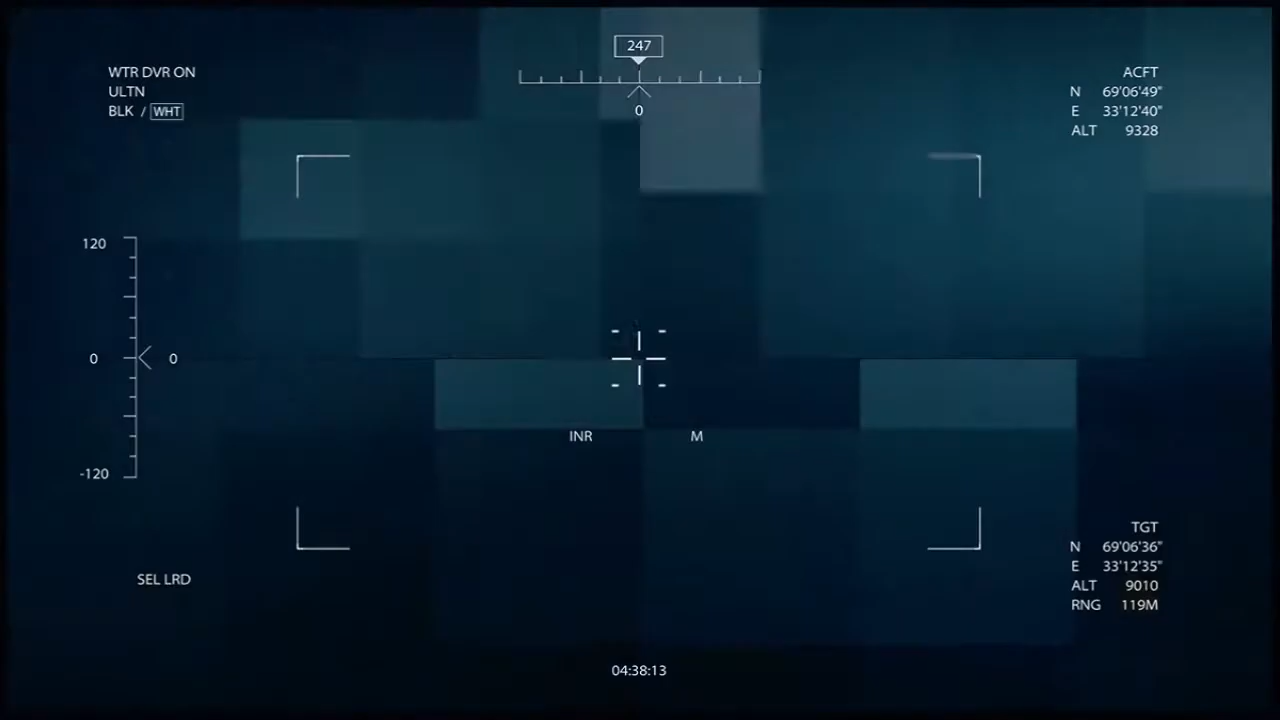 247
0
WTR DVR ON
ULTN
BLK / WHT
ACFT
N 69°06'49"
E 33°12'40"
ALT 9328
120
0 0
-120
INR M
SEL LRD
TGT
N 69°06'36"
E 33°12'35"
ALT 9010
RNG 119M
04:38:13